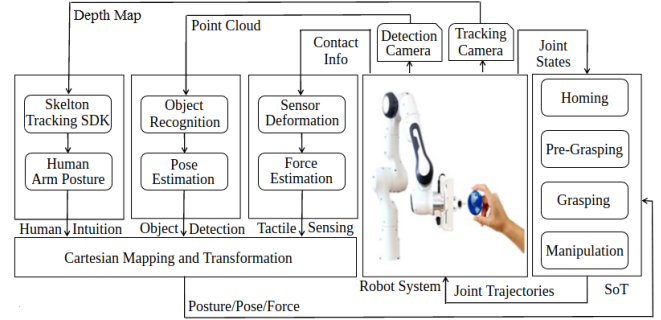 Depth Map
Point Cloud
Contact
Info
Detection
Camera
Tracking
Camera
Joint
States
Skelton
Tracking SDK
Human
Arm Posture
Object
Recognition
Pose
Estimation
Sensor
Deformation
Force
Estimation
Homing
Pre-Grasping
Grasping
Manipulation
Human Intuition
Object Detection
Tactile Sensing
Cartesian Mapping and Transformation
Robot System
Joint Trajectories
SoT
Posture/Pose/Force